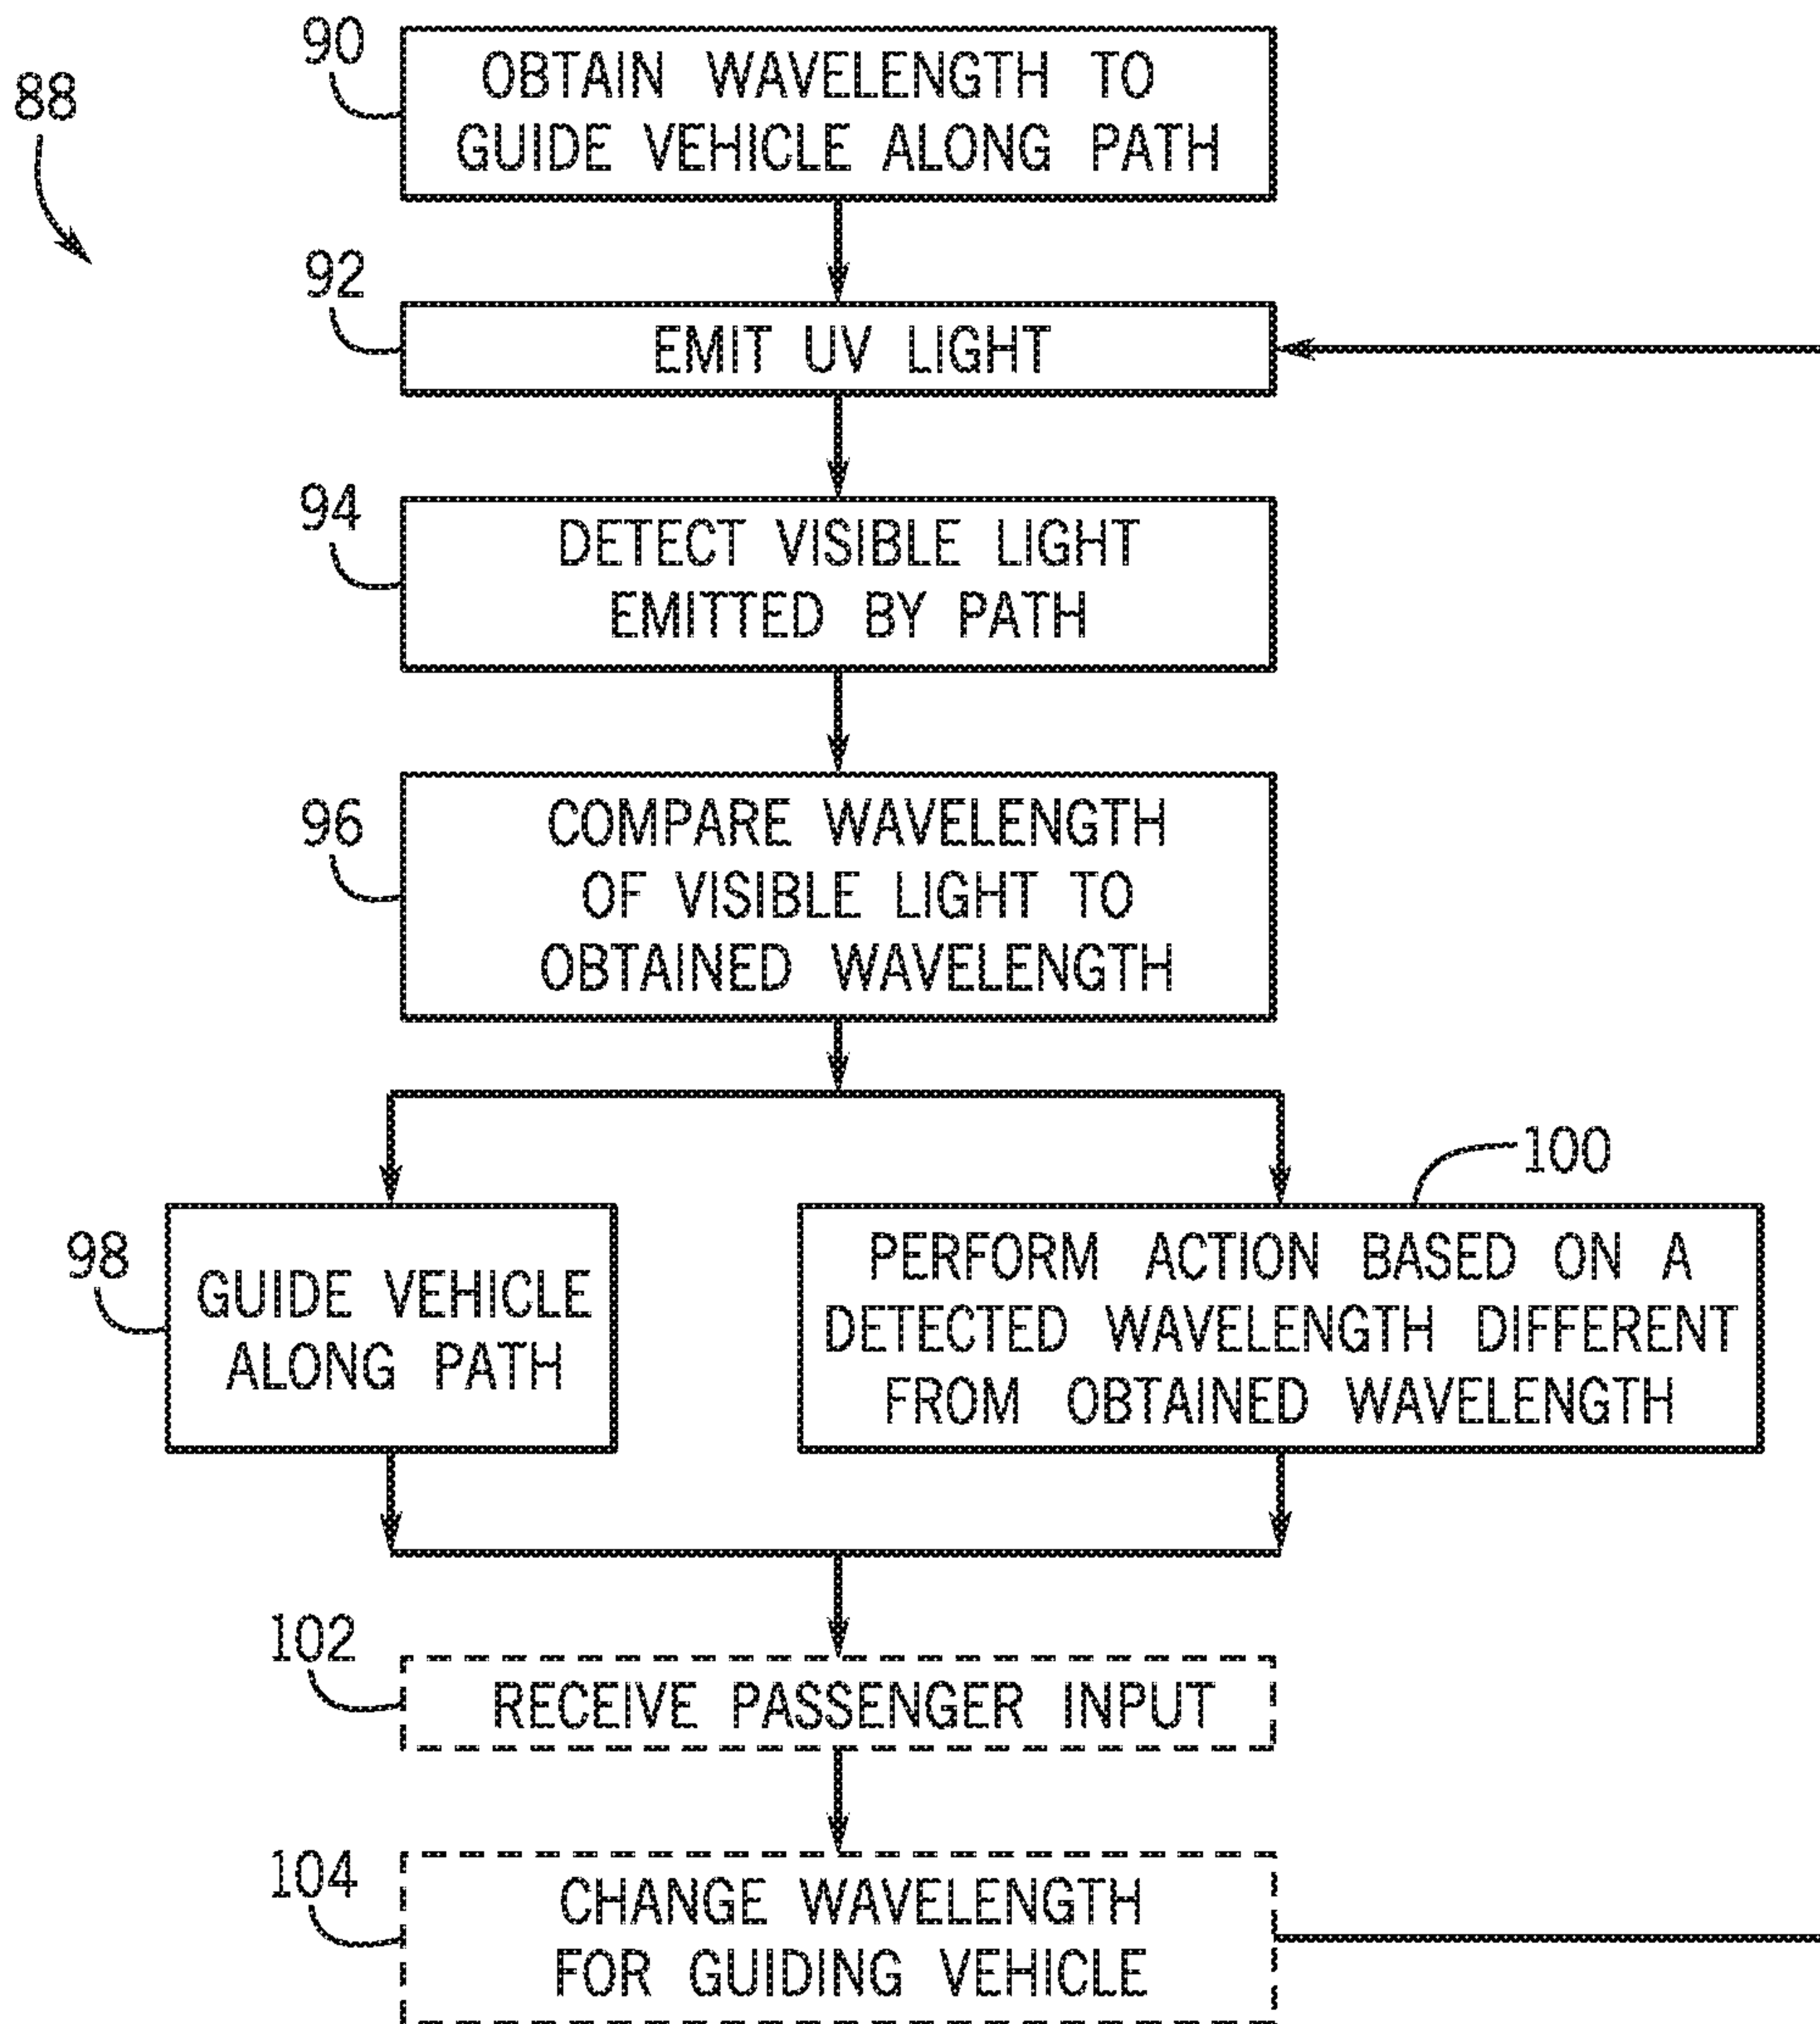 88
90
OBTAIN WAVELENGTH TO
GUIDE VEHICLE ALONG PATH
92
EMIT UV LIGHT
94
DETECT VISIBLE LIGHT
EMITTED BY PATH
96
COMPARE WAVELENGTH
OF VISIBLE LIGHT TO
OBTAINED WAVELENGTH
98
GUIDE VEHICLE
ALONG PATH
100
PERFORM ACTION BASED ON A
DETECTED WAVELENGTH DIFFERENT
FROM OBTAINED WAVELENGTH
102
RECEIVE PASSENGER INPUT
104
CHANGE WAVELENGTH
FOR GUIDING VEHICLE